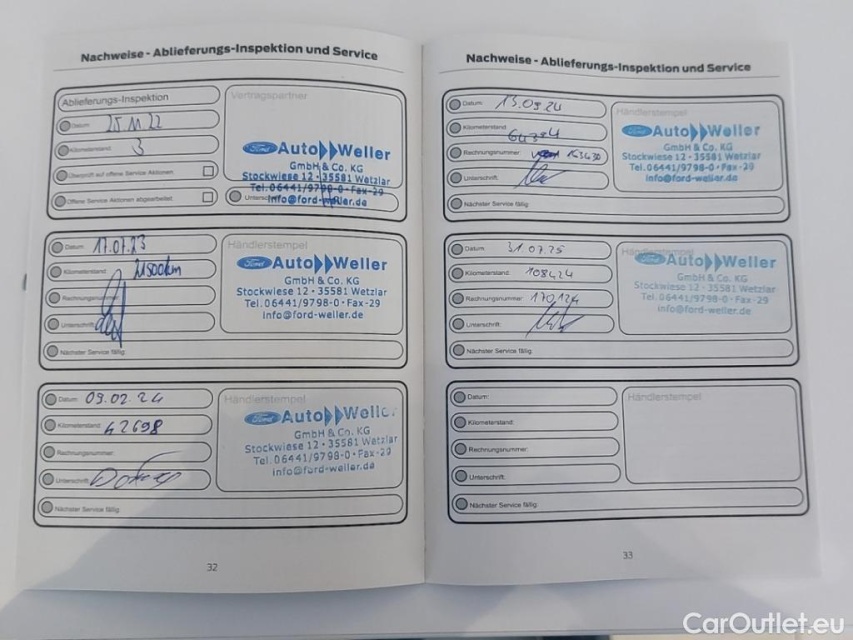 Nachweise - Ablieferungs-Inspektion und Service
Ablieferungs-Inspektion
Datum: 25.11.22
Kilometerstand: 3
Überprüft auf offene Service Aktionen
Offene Service Aktionen abgearbeitet:
Vertragspartner
Ford Auto Weller
GmbH & Co. KG
Stockwiese 12 • 35581 Wetzlar
Tel. 06441/9798-0 • Fax-29
info@ford-weller.de
Unterschrift:
Datum: 17.07.23
Kilometerstand:
Rechnungsnummer:
Unterschrift:
Nächster Service fällig:
Händlerstempel
Ford Auto Weller
GmbH & Co. KG
Stockwiese 12 • 35581 Wetzlar
Tel. 06441/9798-0 • Fax-29
info@ford-weller.de
Datum: 09.02.24
Kilometerstand: 42698
Rechnungsnummer:
Unterschrift:
Nächster Service fällig:
Händlerstempel
Ford Auto Weller
GmbH & Co. KG
Stockwiese 12 • 35581 Wetzlar
Tel. 06441/9798-0 • Fax-29
info@ford-weller.de
32
Nachweise - Ablieferungs-Inspektion und Service
Datum: 13.09.24
Kilometerstand: 64394
Rechnungsnummer: 163430
Unterschrift:
Nächster Service fällig:
Händlerstempel
Ford Auto Weller
GmbH & Co. KG
Stockwiese 12 • 35581 Wetzlar
Tel. 06441/9798-0 • Fax-29
info@ford-weller.de
Datum: 31.07.25
Kilometerstand: 108424
Rechnungsnummer: 170124
Unterschrift:
Nächster Service fällig:
Händlerstempel
Ford Auto Weller
GmbH & Co. KG
Stockwiese 12 • 35581 Wetzlar
Tel. 06441/9798-0 • Fax-29
info@ford-weller.de
Datum:
Kilometerstand:
Rechnungsnummer:
Unterschrift:
Nächster Service fällig:
Händlerstempel
33
CarOutlet.eu